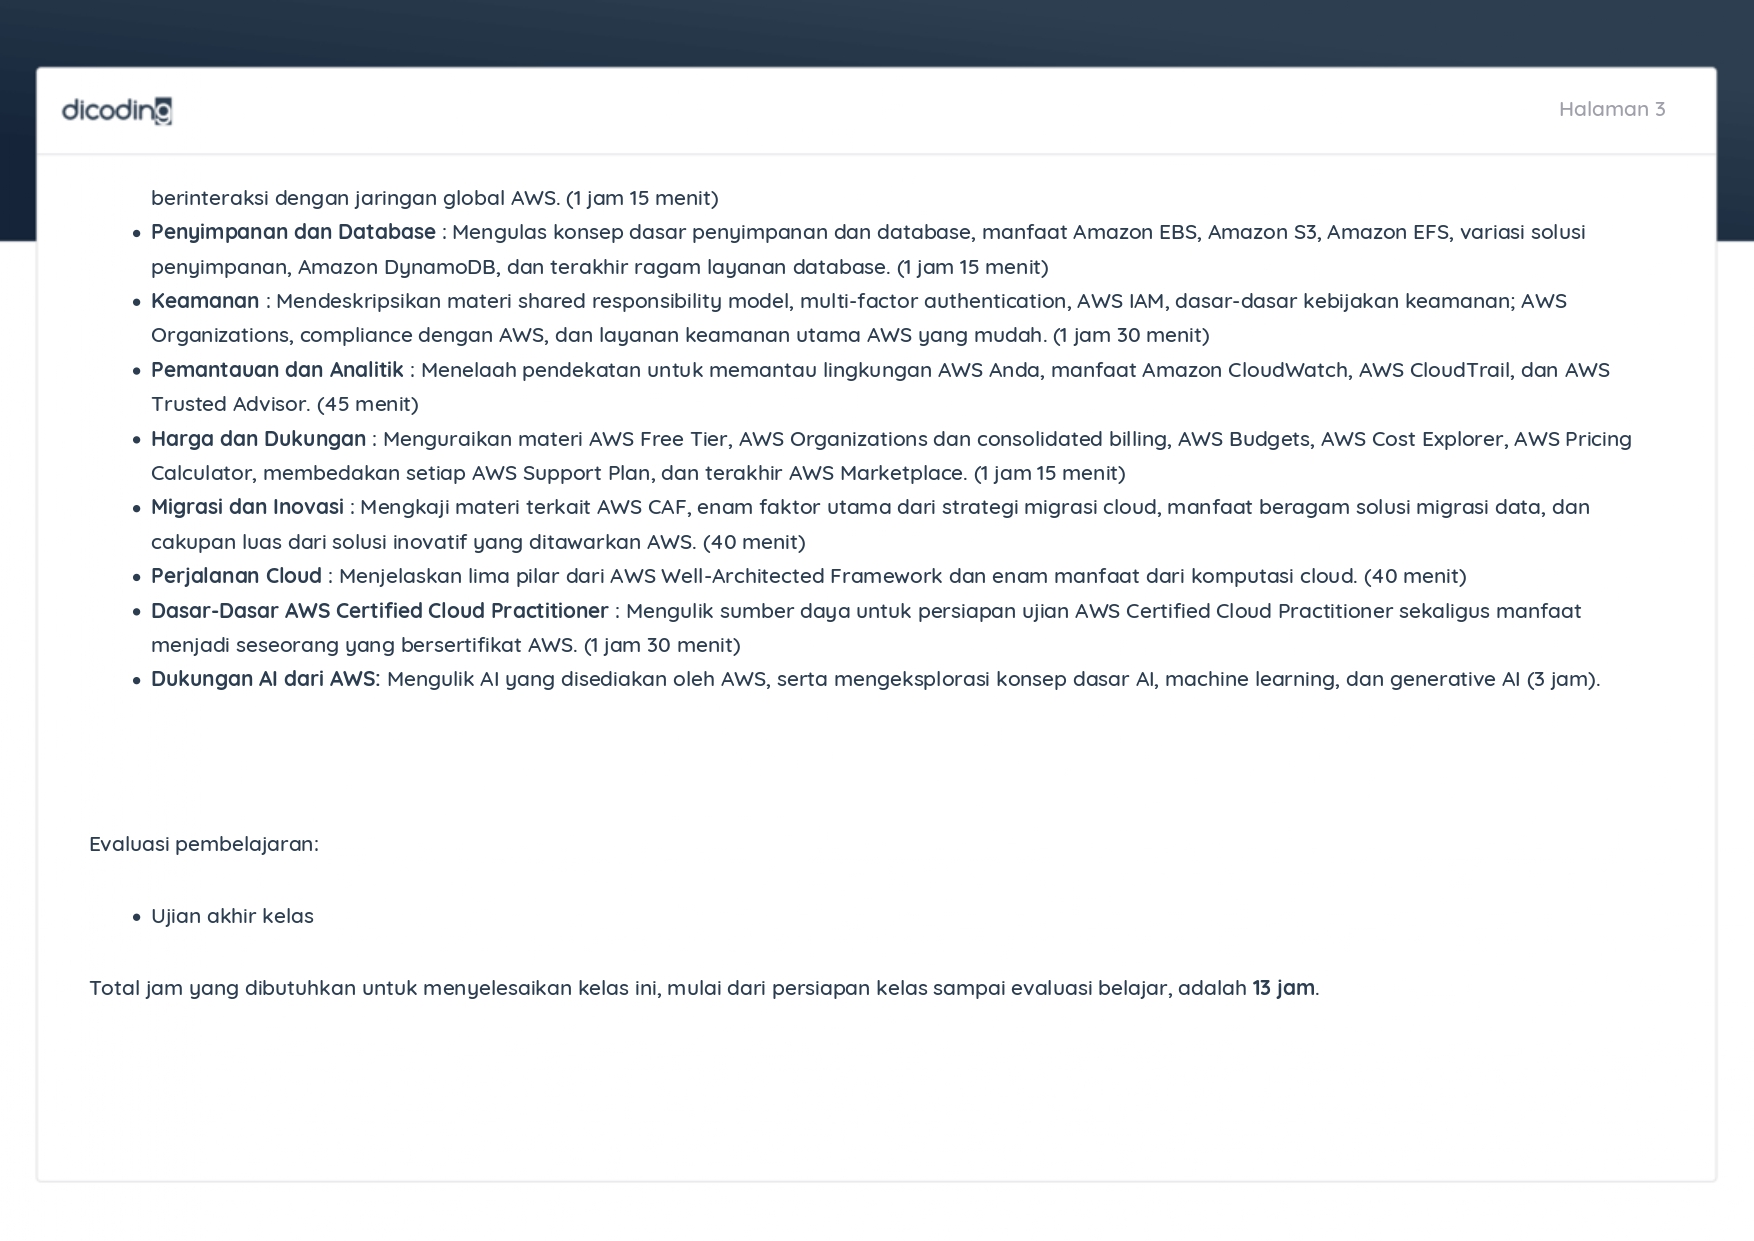 dicoding
Halaman 3
berinteraksi dengan jaringan global AWS. (1 jam 15 menit)
• Penyimpanan dan Database : Mengulas konsep dasar penyimpanan dan database, manfaat Amazon EBS, Amazon S3, Amazon EFS, variasi solusi
penyimpanan, Amazon DynamoDB, dan terakhir ragam layanan database. (1 jam 15 menit)
• Keamanan : Mendeskripsikan materi shared responsibility model, multi-factor authentication, AWS IAM, dasar-dasar kebijakan keamanan; AWS
Organizations, compliance dengan AWS, dan layanan keamanan utama AWS yang mudah. (1 jam 30 menit)
• Pemantauan dan Analitik : Menelaah pendekatan untuk memantau lingkungan AWS Anda, manfaat Amazon CloudWatch, AWS CloudTrail, dan AWS
Trusted Advisor. (45 menit)
• Harga dan Dukungan : Menguraikan materi AWS Free Tier, AWS Organizations dan consolidated billing, AWS Budgets, AWS Cost Explorer, AWS Pricing
Calculator, membedakan setiap AWS Support Plan, dan terakhir AWS Marketplace. (1 jam 15 menit)
• Migrasi dan Inovasi : Mengkaji materi terkait AWS CAF, enam faktor utama dari strategi migrasi cloud, manfaat beragam solusi migrasi data, dan
cakupan luas dari solusi inovatif yang ditawarkan AWS. (40 menit)
• Perjalanan Cloud : Menjelaskan lima pilar dari AWS Well-Architected Framework dan enam manfaat dari komputasi cloud. (40 menit)
• Dasar-Dasar AWS Certified Cloud Practitioner : Mengulik sumber daya untuk persiapan ujian AWS Certified Cloud Practitioner sekaligus manfaat
menjadi seseorang yang bersertifikat AWS. (1 jam 30 menit)
• Dukungan AI dari AWS: Mengulik AI yang disediakan oleh AWS, serta mengeksplorasi konsep dasar AI, machine learning, dan generative AI (3 jam).
Evaluasi pembelajaran:
• Ujian akhir kelas
Total jam yang dibutuhkan untuk menyelesaikan kelas ini, mulai dari persiapan kelas sampai evaluasi belajar, adalah 13 jam.